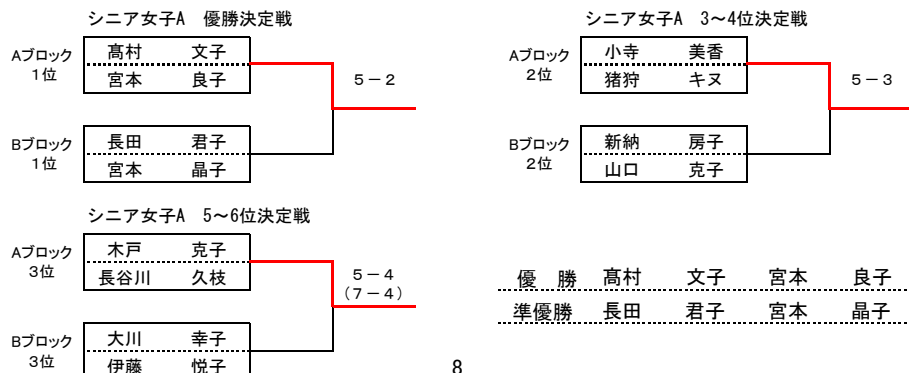 シニア女子A 優勝決定戦
Aブロック
1位
髙村 文子
宮本 良子
5－2
Bブロック
1位
長田 君子
宮本 晶子
シニア女子A 3～4位決定戦
Aブロック
2位
小寺 美香
猪狩 キヌ
5－3
Bブロック
2位
新納 房子
山口 克子
シニア女子A 5～6位決定戦
Aブロック
3位
木戸 克子
長谷川 久枝
5－4
(7－4)
Bブロック
3位
大川 幸子
伊藤 悦子
優 勝 髙村 文子 宮本 良子
準優勝 長田 君子 宮本 晶子
8